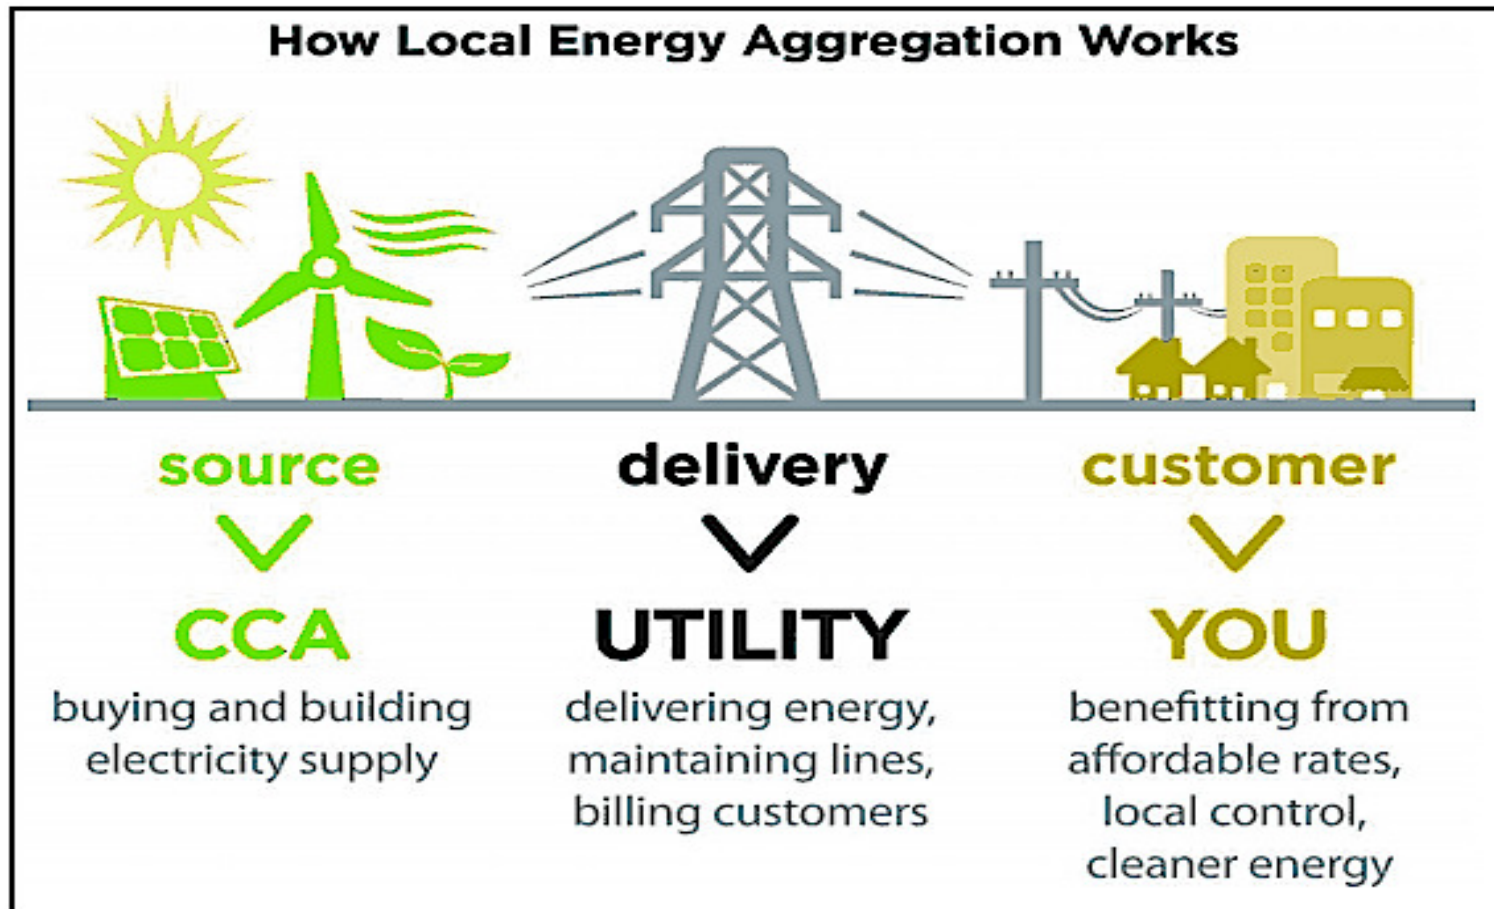 How Local Energy Aggregation Works
source
delivery
customer
CCA
UTILITY
YOU
buying and building
electricity supply
delivering energy,
maintaining lines,
billing customers
benefitting from
affordable rates,
local control,
cleaner energy